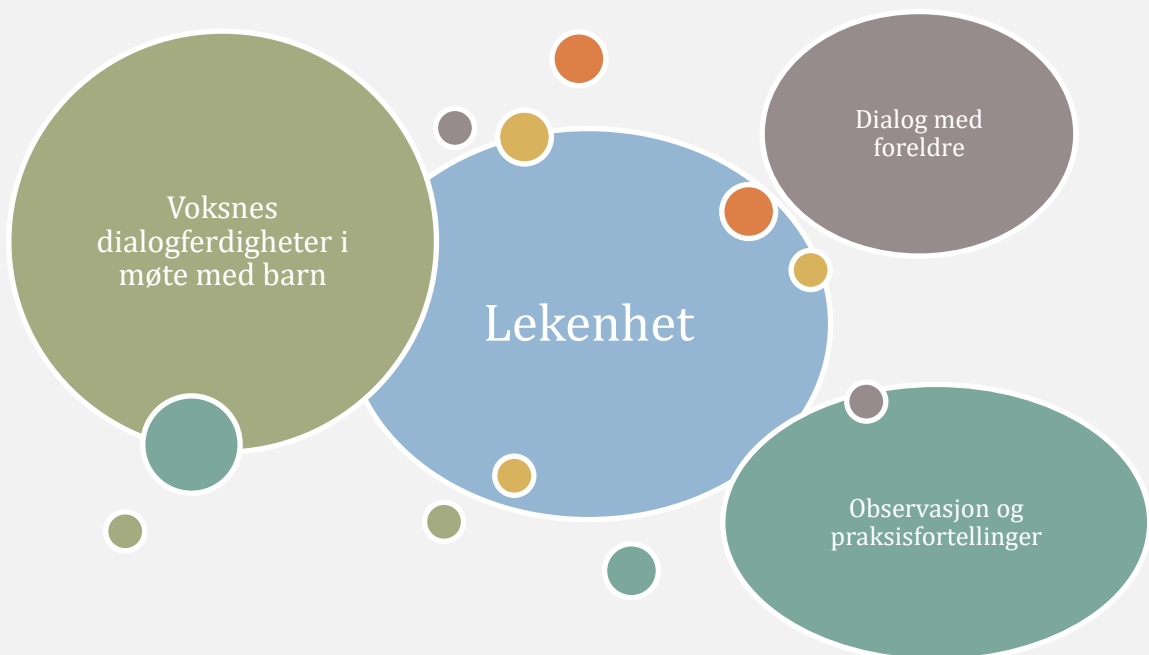 Voksnes
dialogferdigheter i
møte med barn
Lekenhet
Dialog med
foreldre
Observasjon og
praksisfortellinger